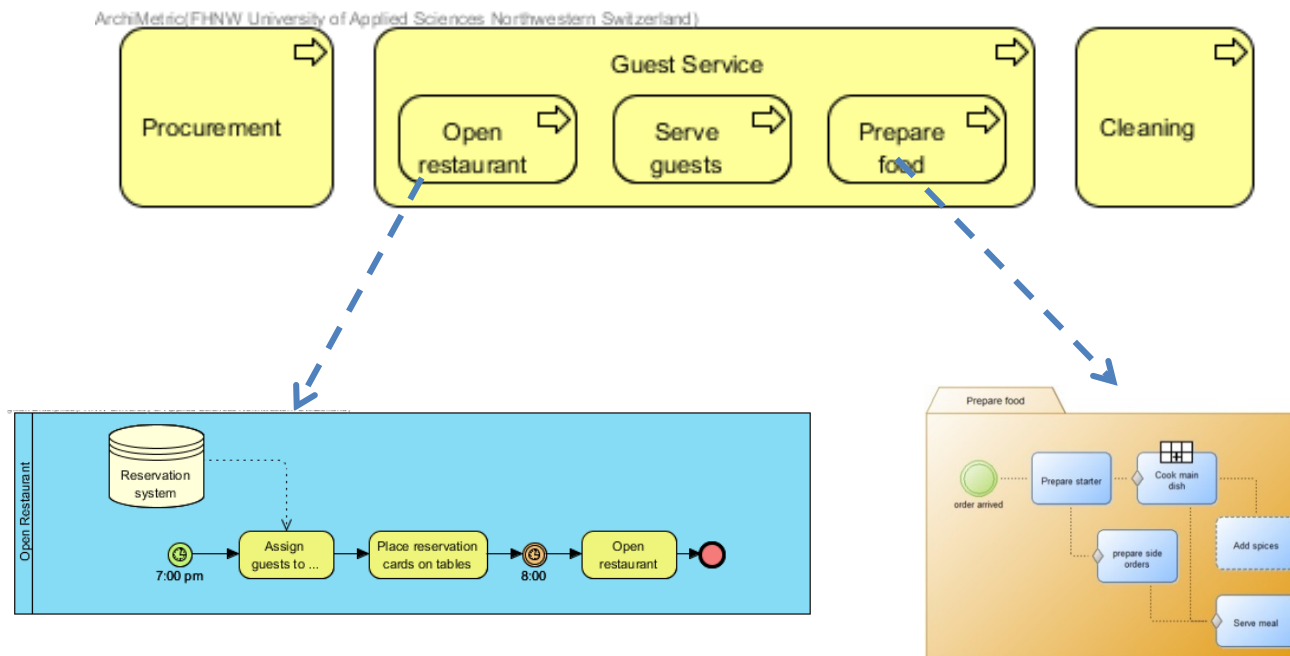 ArchiMetric(FHNW University of Applied Sciences Northwestern Switzerland)
Procurement
Guest Service
Open
restaurant
Serve
guests
Prepare
food
Cleaning
Open Restaurant
Reservation
system
7:00 pm
Assign
guests to ...
Place reservation
cards on tables
8:00
Open
restaurant
Prepare food
order arrived
Prepare starter
Cook main
dish
prepare side
orders
Add spices
Serve meal